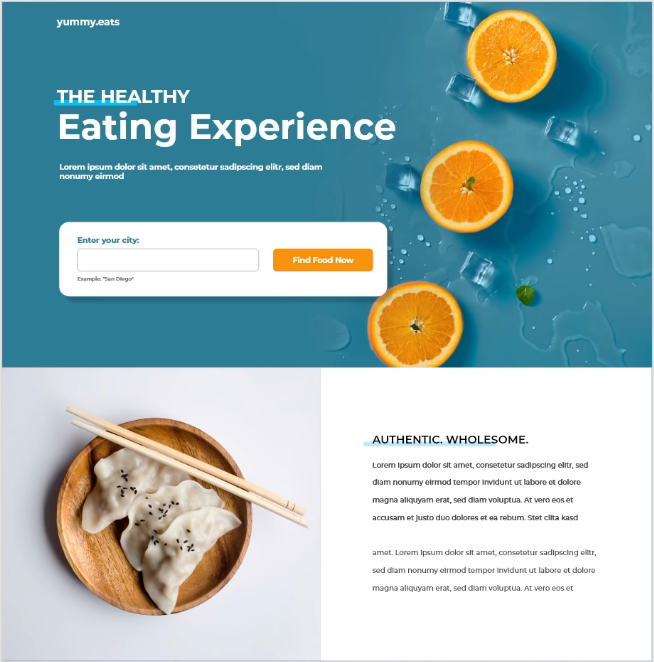 yummy.eats
THE HEALTHY
Eating Experience
Lorem ipsum dolor sit amet, consetetur sadipscing elitr, sed diam
nonumy eirmod
Enter your city:
Find Food Now
Example: "San Diego"
AUTHENTIC. WHOLESOME.
Lorem ipsum dolor sit amet, consetetur sadipscing elitr, sed
diam nonumy eirmod tempor invidunt ut labore et dolore
magna aliquyam erat, sed diam voluptua. At vero eos et
accusam et justo duo dolores et ea rebum. Stet clita kasd
amet. Lorem ipsum dolor sit amet, consetetur sadipscing elitr,
sed diam nonumy eirmod tempor invidunt ut labore et dolore
magna aliquyam erat, sed diam voluptua. At vero eos et